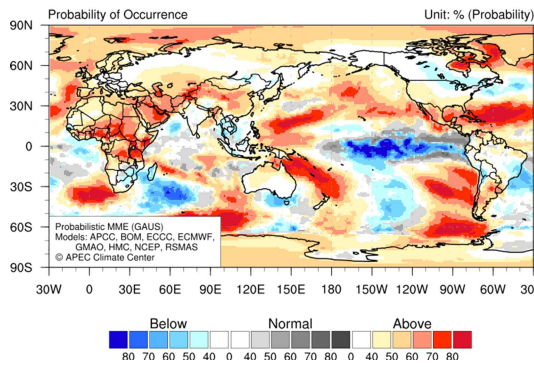 Probability of Occurrence Unit: % (Probability)
90N
60N
30N
0
30S
60S
90S
Probabilistic MME (GAUS)
Models: APCC, BOM, ECCC, ECMWF,
GMAO, HMC, NCEP, RSMAS
© APEC Climate Center
30W 0 30E 60E 90E 120E 150E 180 150W 120W 90W 60W 30W
Below Normal Above
80 70 60 50 40 0 40 50 60 70 80 0 40 50 60 70 80